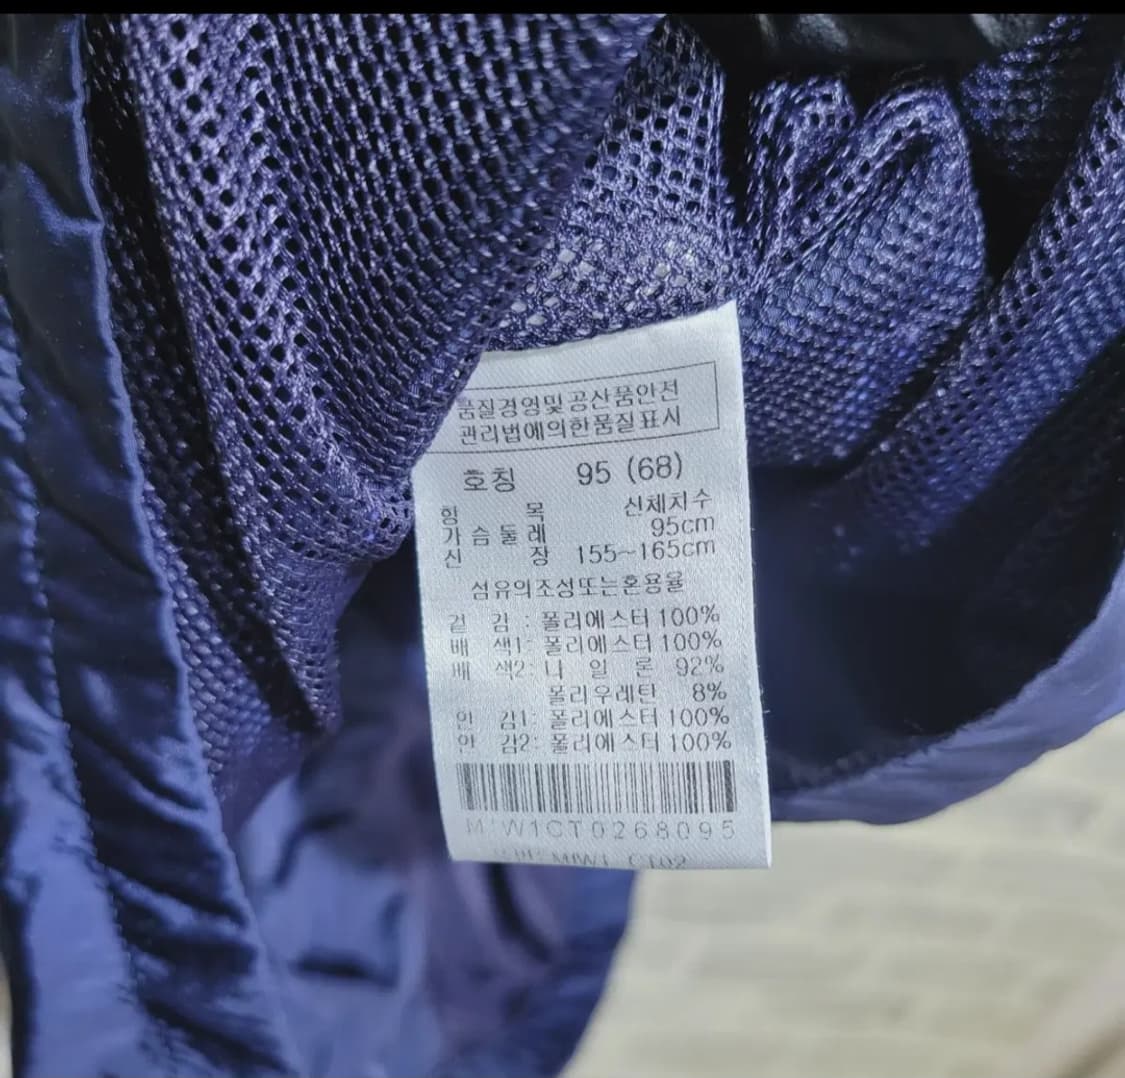 품질경영및공산품안전
관리법에의한품질표시
호칭 95 (68)
항 목 신체치수
가슴둘레 95cm
신 장 155~165cm
섬유의조성또는혼용율
겉 감 : 폴리에스터 100%
배 색1: 폴리에스터 100%
배 색2: 나 일 론 92%
폴리우레탄 8%
안 감1: 폴리에스터 100%
안 감2: 폴리에스터 100%
W1CT0268095
CT02